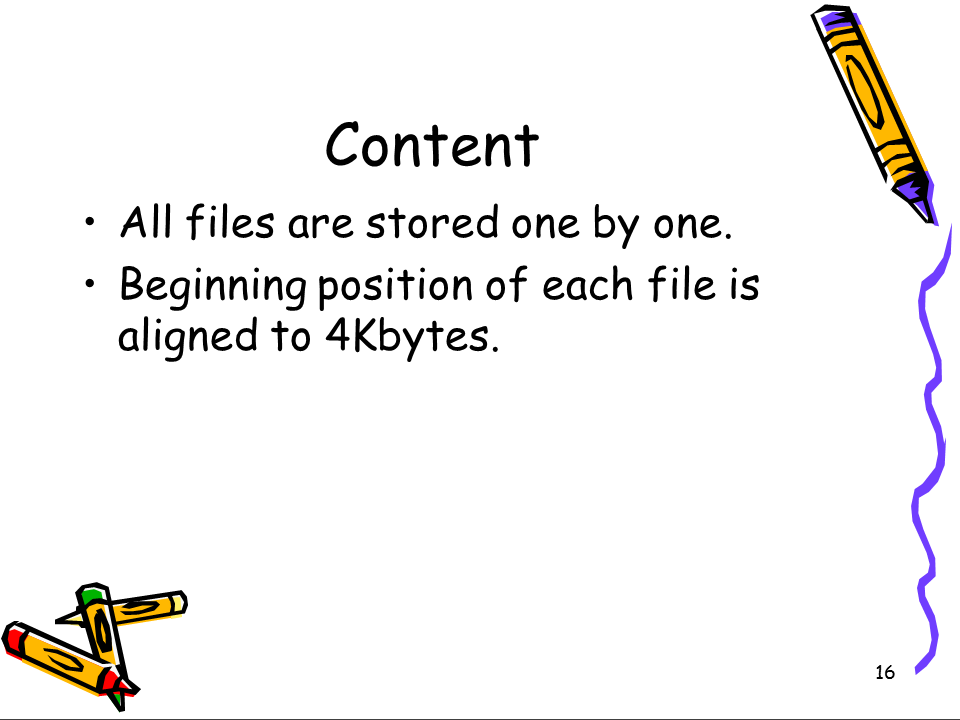 Content
• All files are stored one by one.
• Beginning position of each file is
aligned to 4Kbytes.
16